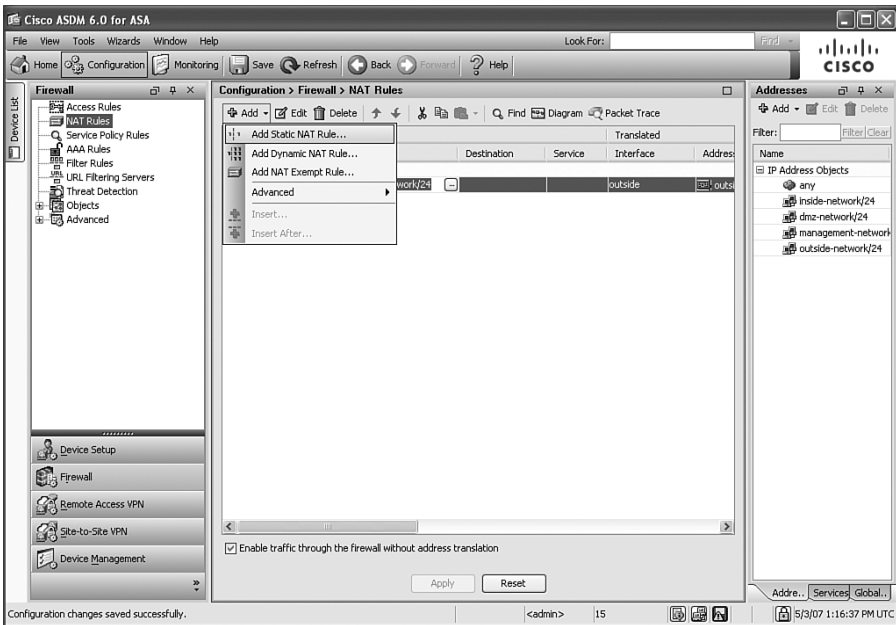 Cisco ASDM 6.0 for ASA
File View Tools Wizards Window Help
Look For:
Find
Home Configuration Monitoring Save Refresh Back Forward Help
CISCO
Device List
Firewall
Access Rules
NAT Rules
Service Policy Rules
AAA Rules
Filter Rules
URL Filtering Servers
Threat Detection
Objects
Advanced
Device Setup
Firewall
Remote Access VPN
Site-to-Site VPN
Device Management
Configuration > Firewall > NAT Rules
Add Edit Delete Find Diagram Packet Trace
Add Static NAT Rule...
Add Dynamic NAT Rule...
Add NAT Exempt Rule...
Advanced
Insert...
Insert After...
Translated
Destination Service Interface Address
work/24 ... outside outsi
Enable traffic through the firewall without address translation
Apply Reset
Addresses
Add Edit Delete
Filter: Filter Clear
Name
IP Address Objects
any
inside-network/24
dmz-network/24
management-network
outside-network/24
Addre.. Services Global..
Configuration changes saved successfully.
<admin> 15
5/3/07 1:16:37 PM UTC